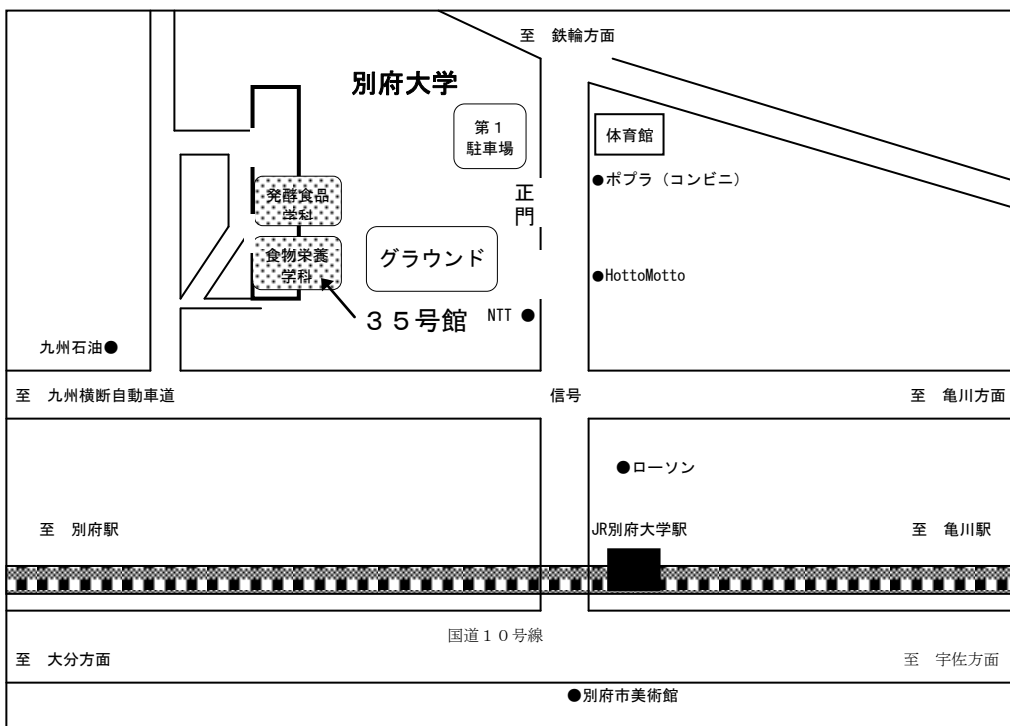 至　鉄輪方面
別府大学
第１
駐車場
体育館
ポプラ（コンビニ）
正
門
発酵食品
学科
食物栄養
学科
グラウンド
HottoMotto
３５号館
NTT
九州石油
至　九州横断自動車道
信号
至　亀川方面
ローソン
至　別府駅
JR別府大学駅
至　亀川駅
国道１０号線
至　大分方面
至　宇佐方面
別府市美術館